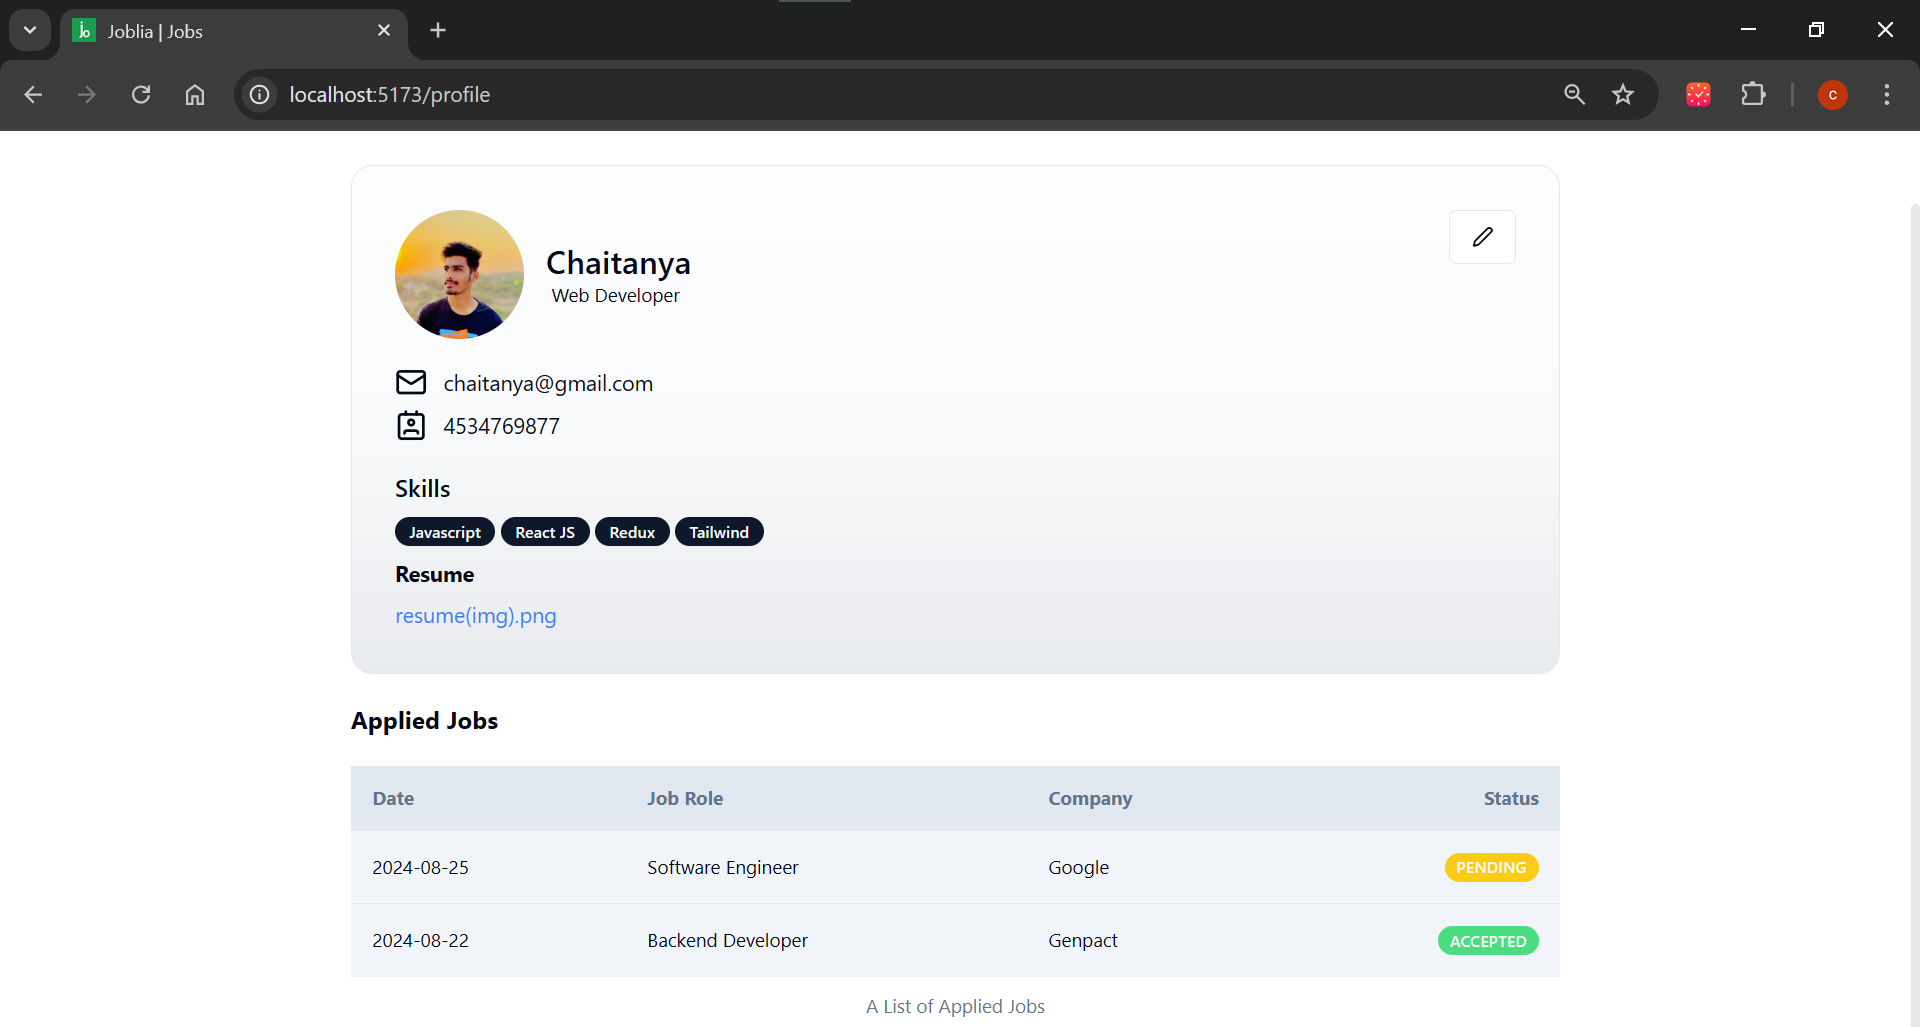 jo
Joblia | Jobs
localhost:5173/profile
c
Chaitanya
Web Developer
chaitanya@gmail.com
4534769877
Skills
Javascript React JS Redux Tailwind
Resume
resume(img).png
Applied Jobs
Date Job Role Company Status
2024-08-25 Software Engineer Google PENDING
2024-08-22 Backend Developer Genpact ACCEPTED
A List of Applied Jobs